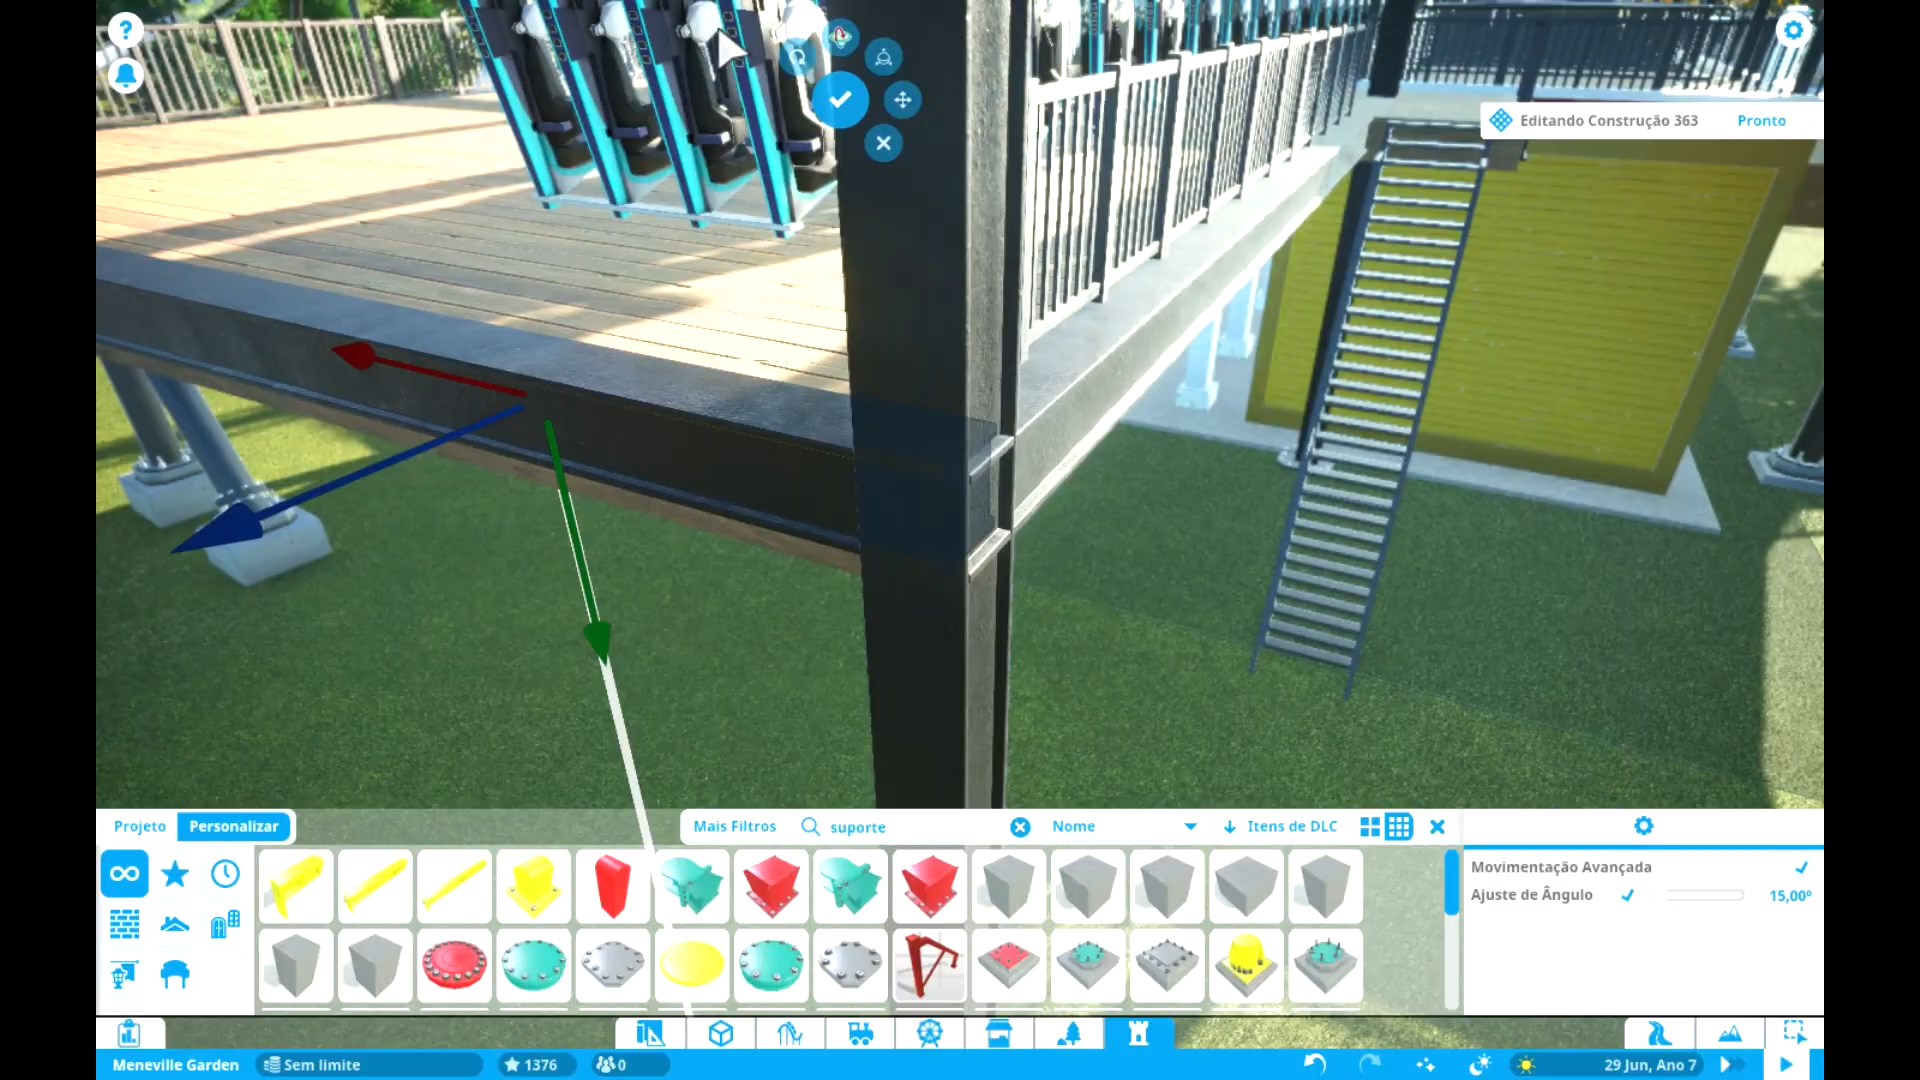 ?
Editando Construção 363 Pronto
Projeto Personalizar
Mais Filtros suporte Nome Itens de DLC
Movimentação Avançada
Ajuste de Ângulo 15,00°
Meneville Garden Sem limite 1376 0 29 Jun, Ano 7